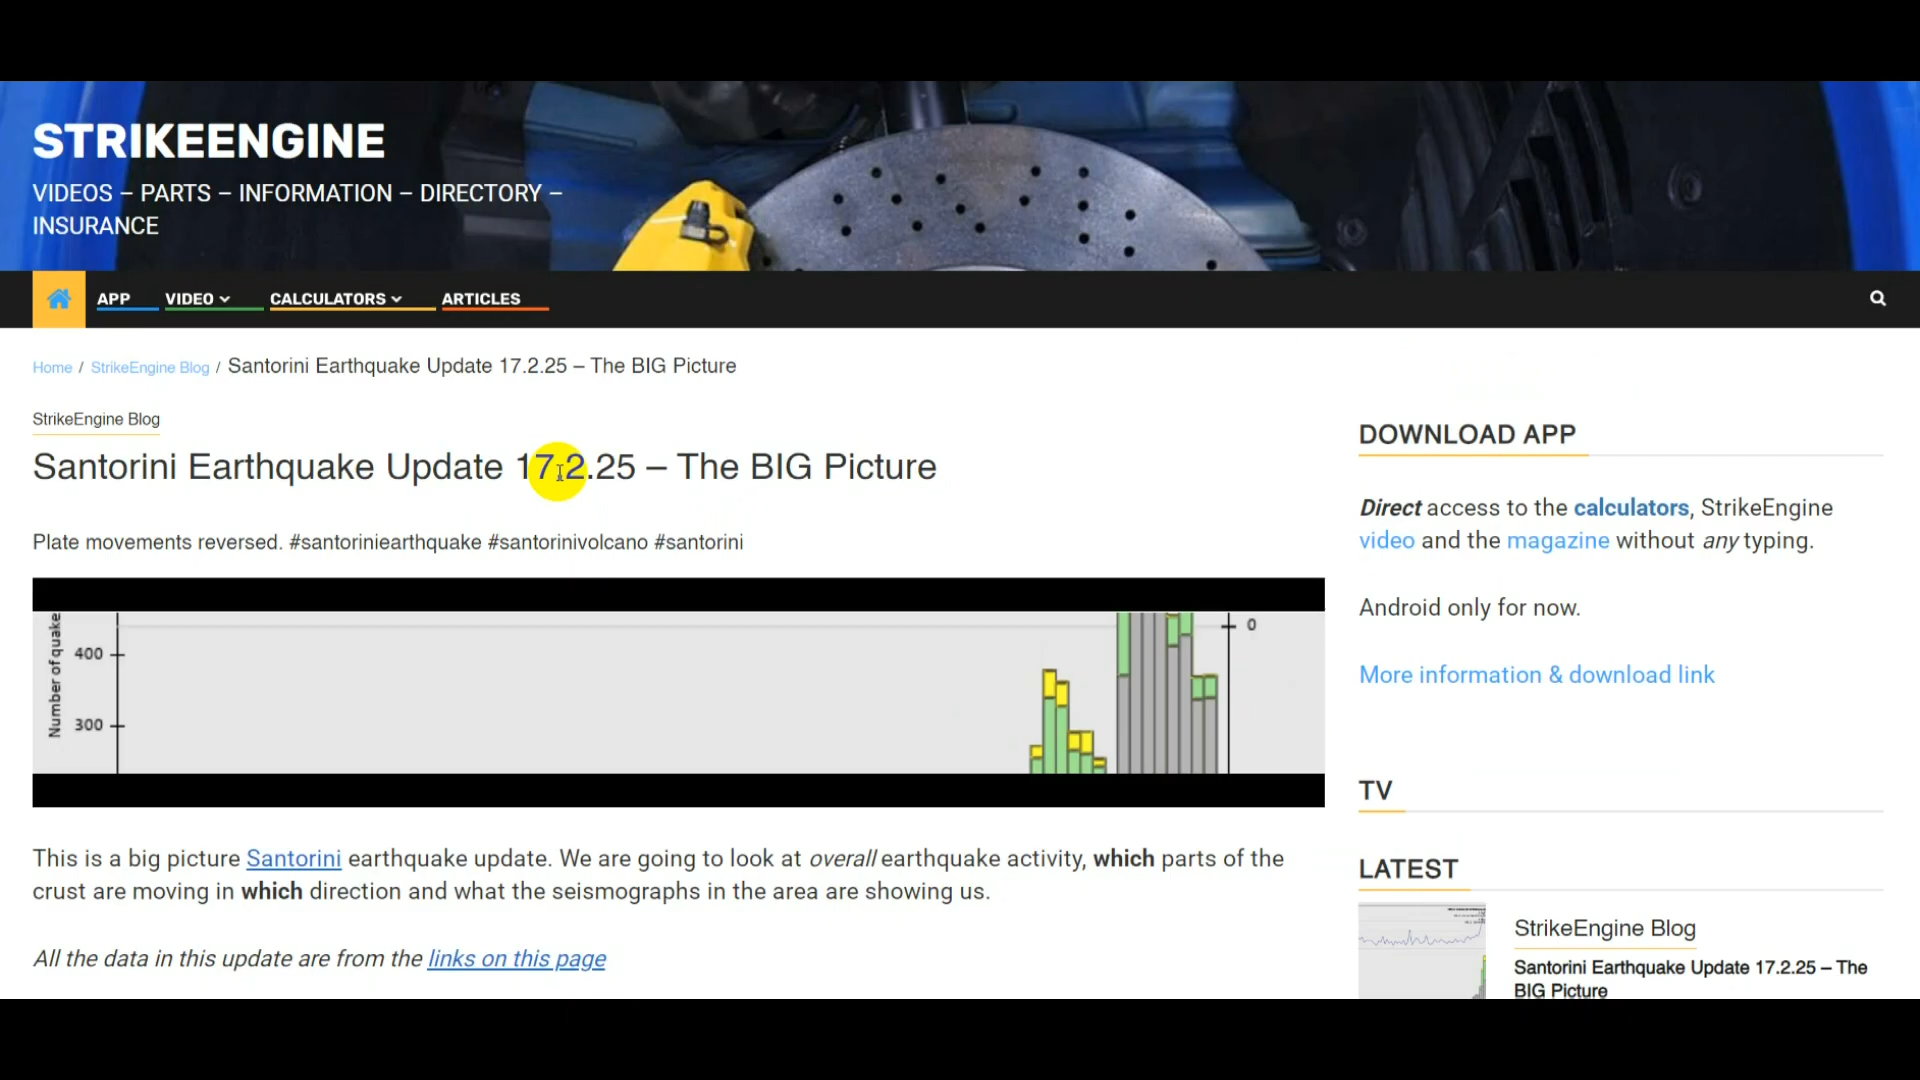 STRIKEENGINE
VIDEOS – PARTS – INFORMATION – DIRECTORY –
INSURANCE
APP VIDEO CALCULATORS ARTICLES
Home / StrikeEngine Blog / Santorini Earthquake Update 17.2.25 – The BIG Picture
StrikeEngine Blog
Santorini Earthquake Update 17.2.25 – The BIG Picture
Plate movements reversed. #santoriniearthquake #santorinivolcano #santorini
Number of quake
400
300
0
This is a big picture Santorini earthquake update. We are going to look at overall earthquake activity, which parts of the
crust are moving in which direction and what the seismographs in the area are showing us.
All the data in this update are from the links on this page
DOWNLOAD APP
Direct access to the calculators, StrikeEngine
video and the magazine without any typing.
Android only for now.
More information & download link
TV
LATEST
StrikeEngine Blog
Santorini Earthquake Update 17.2.25 – The
BIG Picture